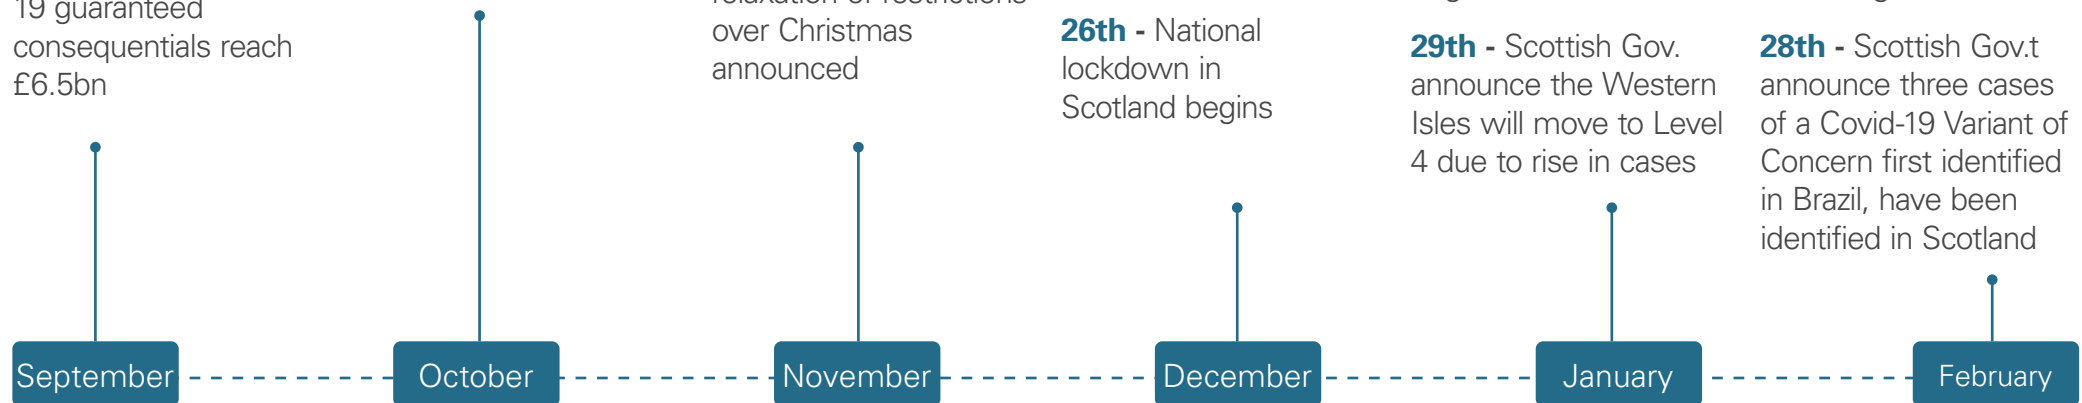 19 guaranteed
consequentials reach
£6.5bn
relaxation of restrictions
over Christmas
announced
26th - National
lockdown in
Scotland begins
29th - Scottish Gov.
announce the Western
Isles will move to Level
4 due to rise in cases
28th - Scottish Gov.t
announce three cases
of a Covid-19 Variant of
Concern first identified
in Brazil, have been
identified in Scotland
September
October
November
December
January
February